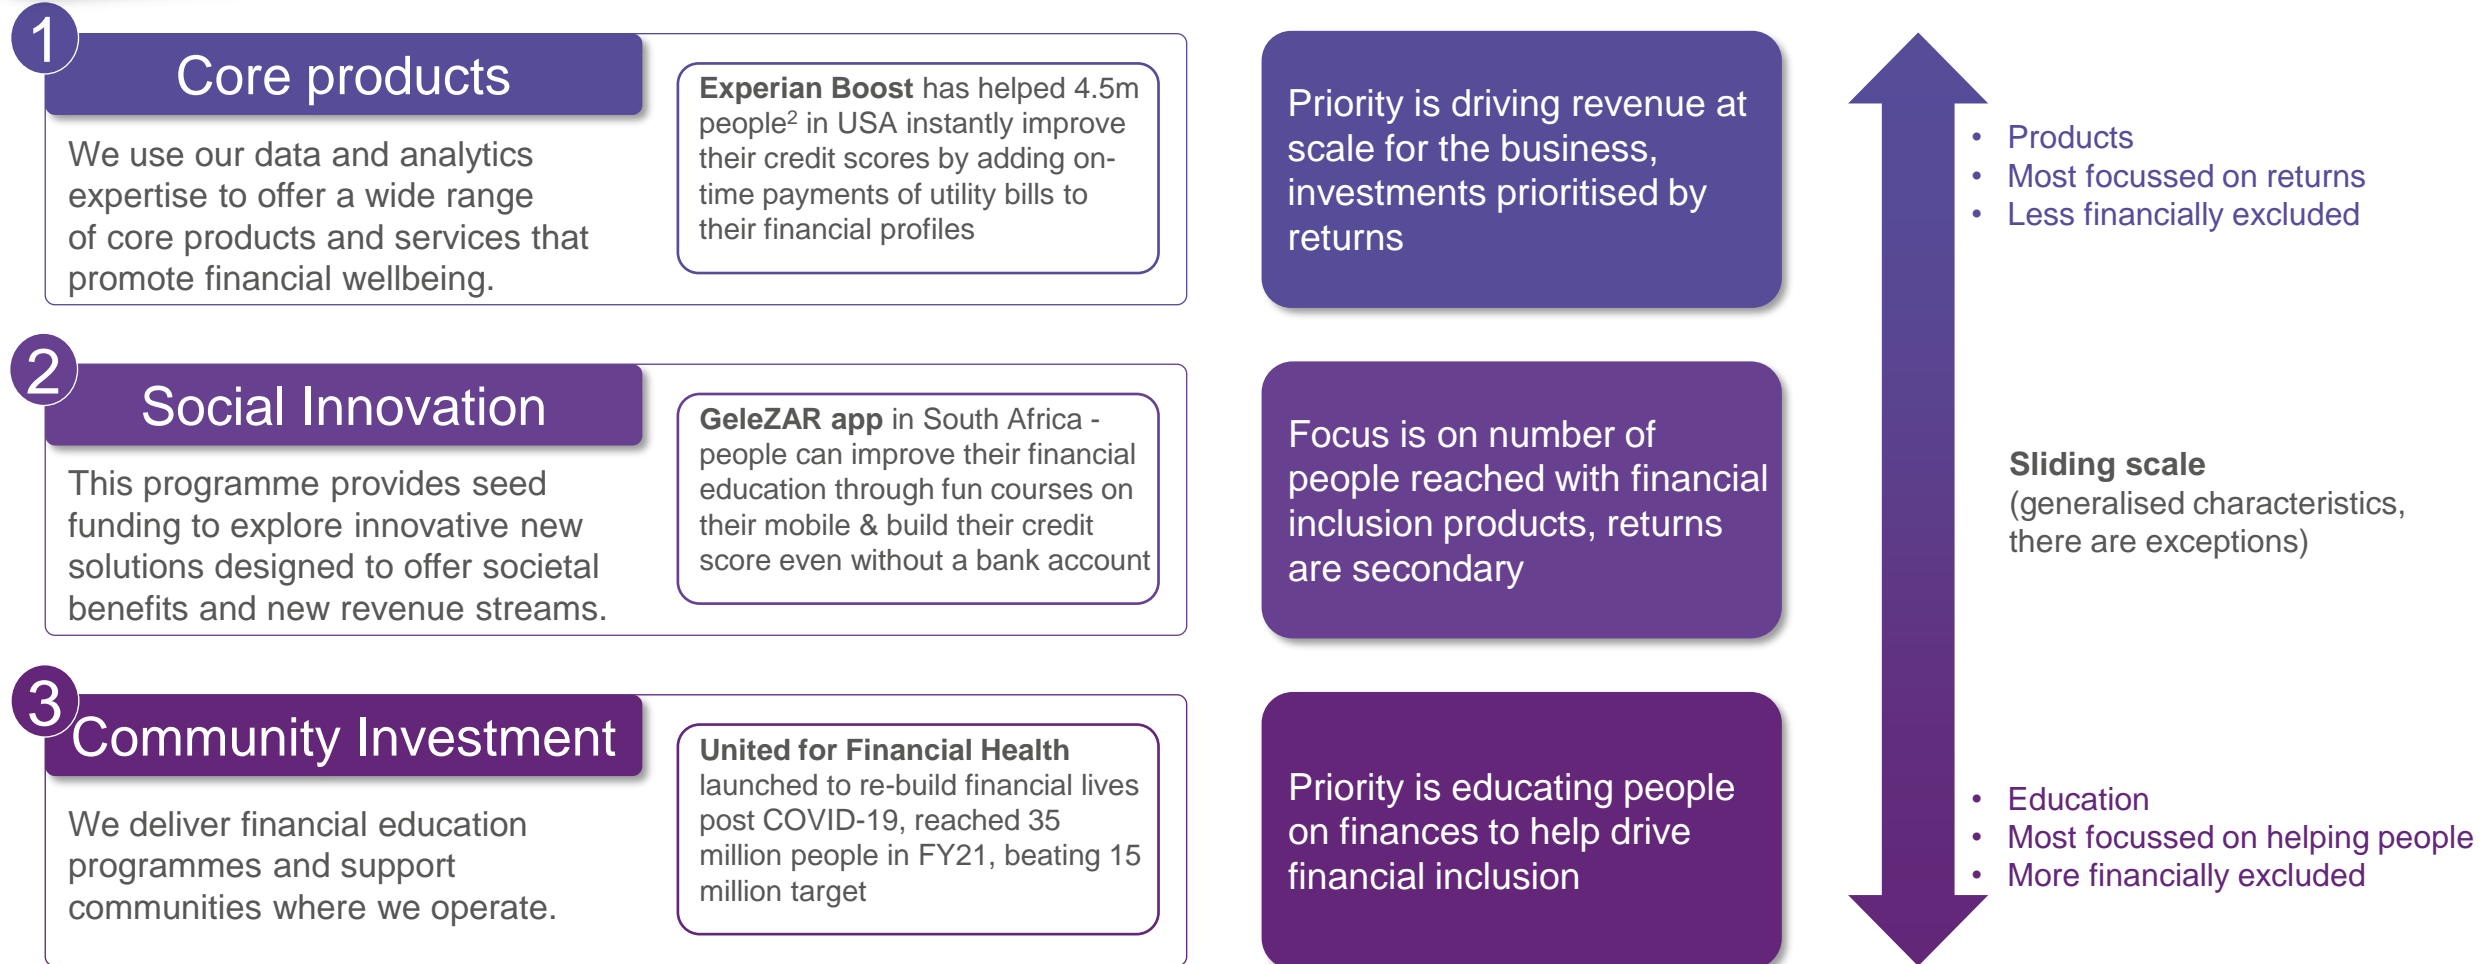 1
Core products
We use our data and analytics
expertise to offer a wide range
of core products and services that
promote financial wellbeing.
Experian Boost has helped 4.5m
people2 in USA instantly improve
their credit scores by adding on-
time payments of utility bills to
their financial profiles
Priority is driving revenue at
scale for the business,
investments prioritised by
returns
• Products
• Most focussed on returns
• Less financially excluded
2
Social Innovation
This programme provides seed
funding to explore innovative new
solutions designed to offer societal
benefits and new revenue streams.
GeleZAR app in South Africa -
people can improve their financial
education through fun courses on
their mobile & build their credit
score even without a bank account
Focus is on number of
people reached with financial
inclusion products, returns
are secondary
Sliding scale
(generalised characteristics,
there are exceptions)
3
Community Investment
We deliver financial education
programmes and support
communities where we operate.
United for Financial Health
launched to re-build financial lives
post COVID-19, reached 35
million people in FY21, beating 15
million target
Priority is educating people
on finances to help drive
financial inclusion
• Education
• Most focussed on helping people
• More financially excluded